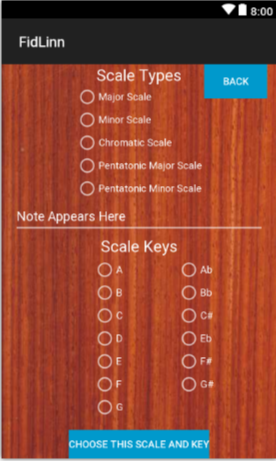 8:00
FidLinn
Scale Types
BACK
Major Scale
Minor Scale
Chromatic Scale
Pentatonic Major Scale
Pentatonic Minor Scale
Note Appears Here
Scale Keys
A Ab
B Bb
C C#
D Eb
E F#
F G#
G
CHOOSE THIS SCALE AND KEY